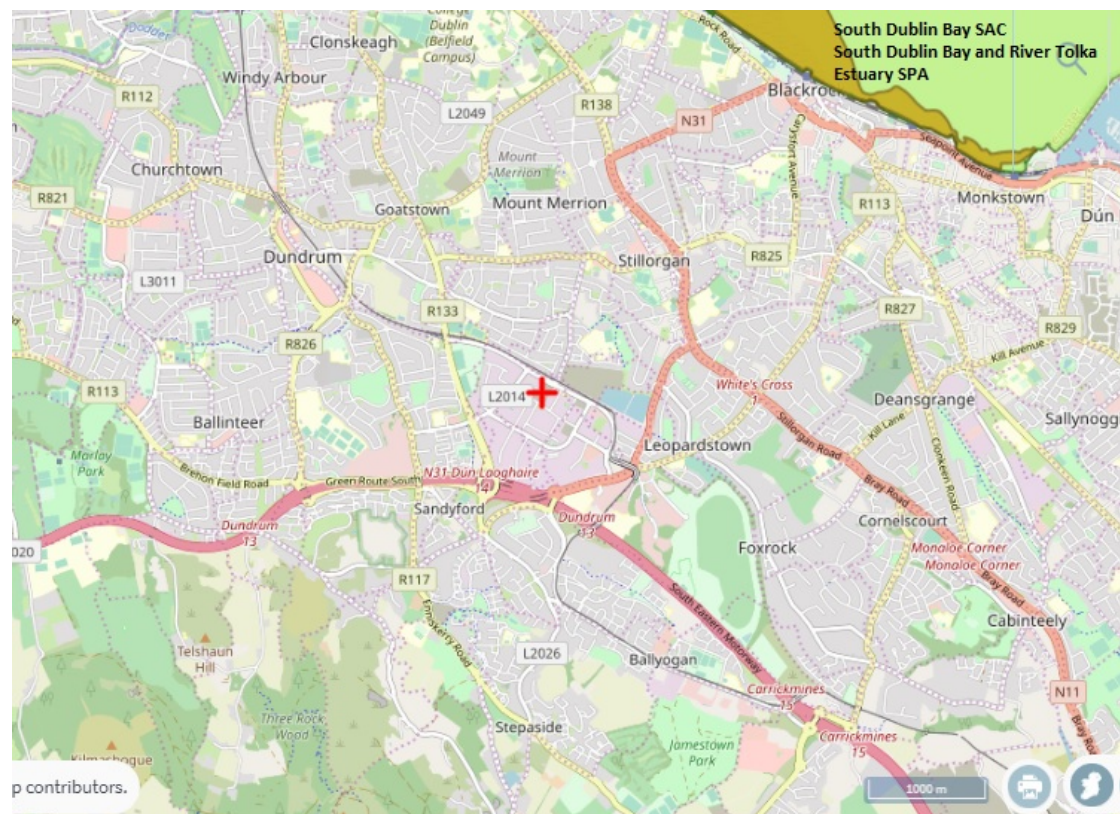 College
Dublin
(Belfield
Campus)
Rock Road
South Dublin Bay SAC
South Dublin Bay and River Tolka
Estuary SPA
Dodder
Clonskeagh
Windy Arbour
R112
L2049
R138
N31
Blackroc
Carysfort Avenue
Seapoint Avenue
Churchtown
Mount
Merrion
R821
Goatstown
Mount Merrion
R113
Monkstown
Dún
Dundrum
Stillorgan
R825
L3011
R133
R827
R829
R826
Kill Avenue
R113
L2014
White's Cross
1
Deansgrange
Ballinteer
Stillorgan Road
Kill Lane
Sallynogg
Marlay
Park
Leopardstown
Clonkeen Road
Brehon Field Road
Green Route South
N31 Dún Laoghaire
14
Bray Road
Sandyford
Dundrum
13
Dundrum
13
Cornelscourt
020
Foxrock
Monaloe Corner
Monaloe Corner
R117
Bray Road
Enniskerry Road
South Eastern Motorway
Cabinteely
Telshaun
Hill
L2026
Ballyogan
Carrickmines
15
N11
Three Rock
Wood
Stepaside
Carrickmines
15
Bray Ro
Jamestown
Park
Kilmashogue
p contributors.
1000 m